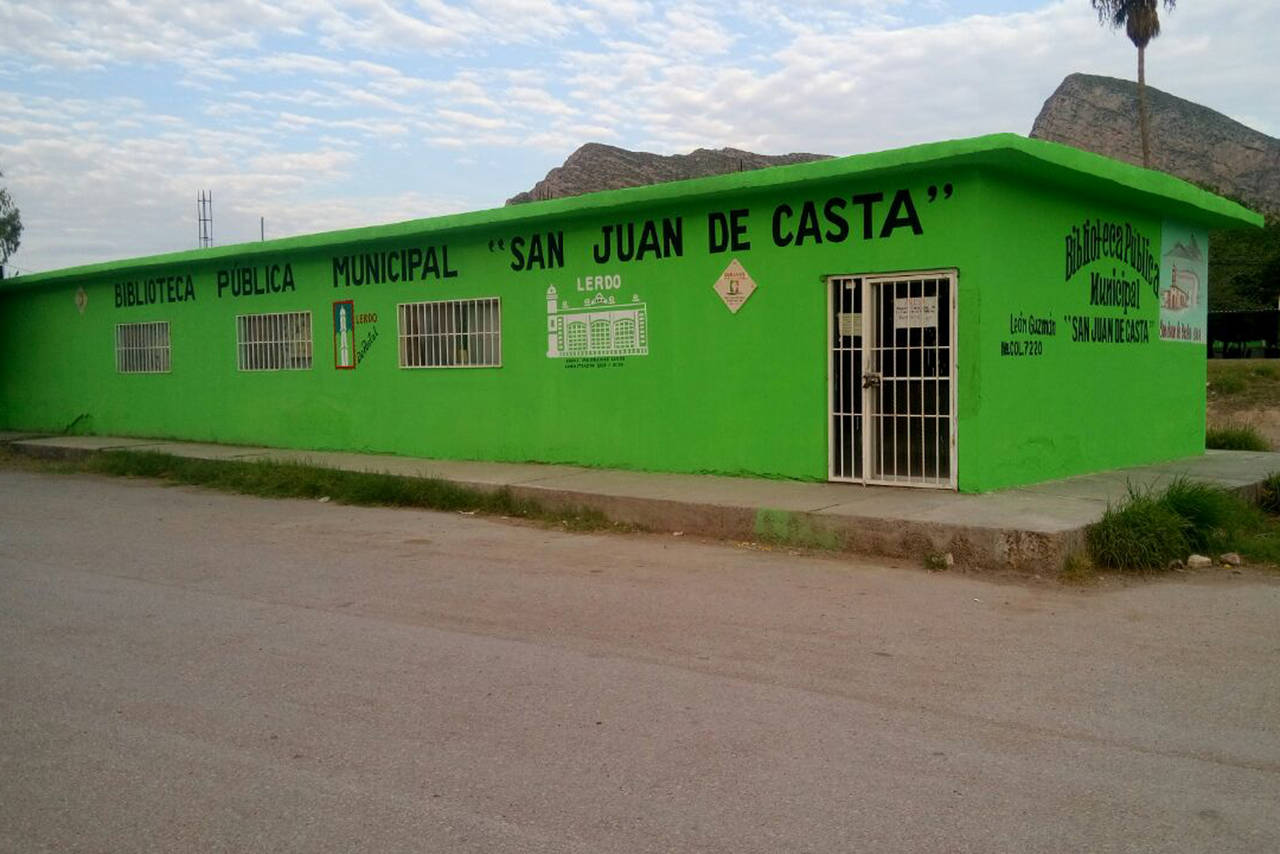 BIBLIOTECA PÚBLICA MUNICIPAL "SAN JUAN DE CASTA"
LERDO
LERDO
Biblioteca Pública
Municipal
"SAN JUAN DE CASTA"
León Guzmán
No. COL. 7220